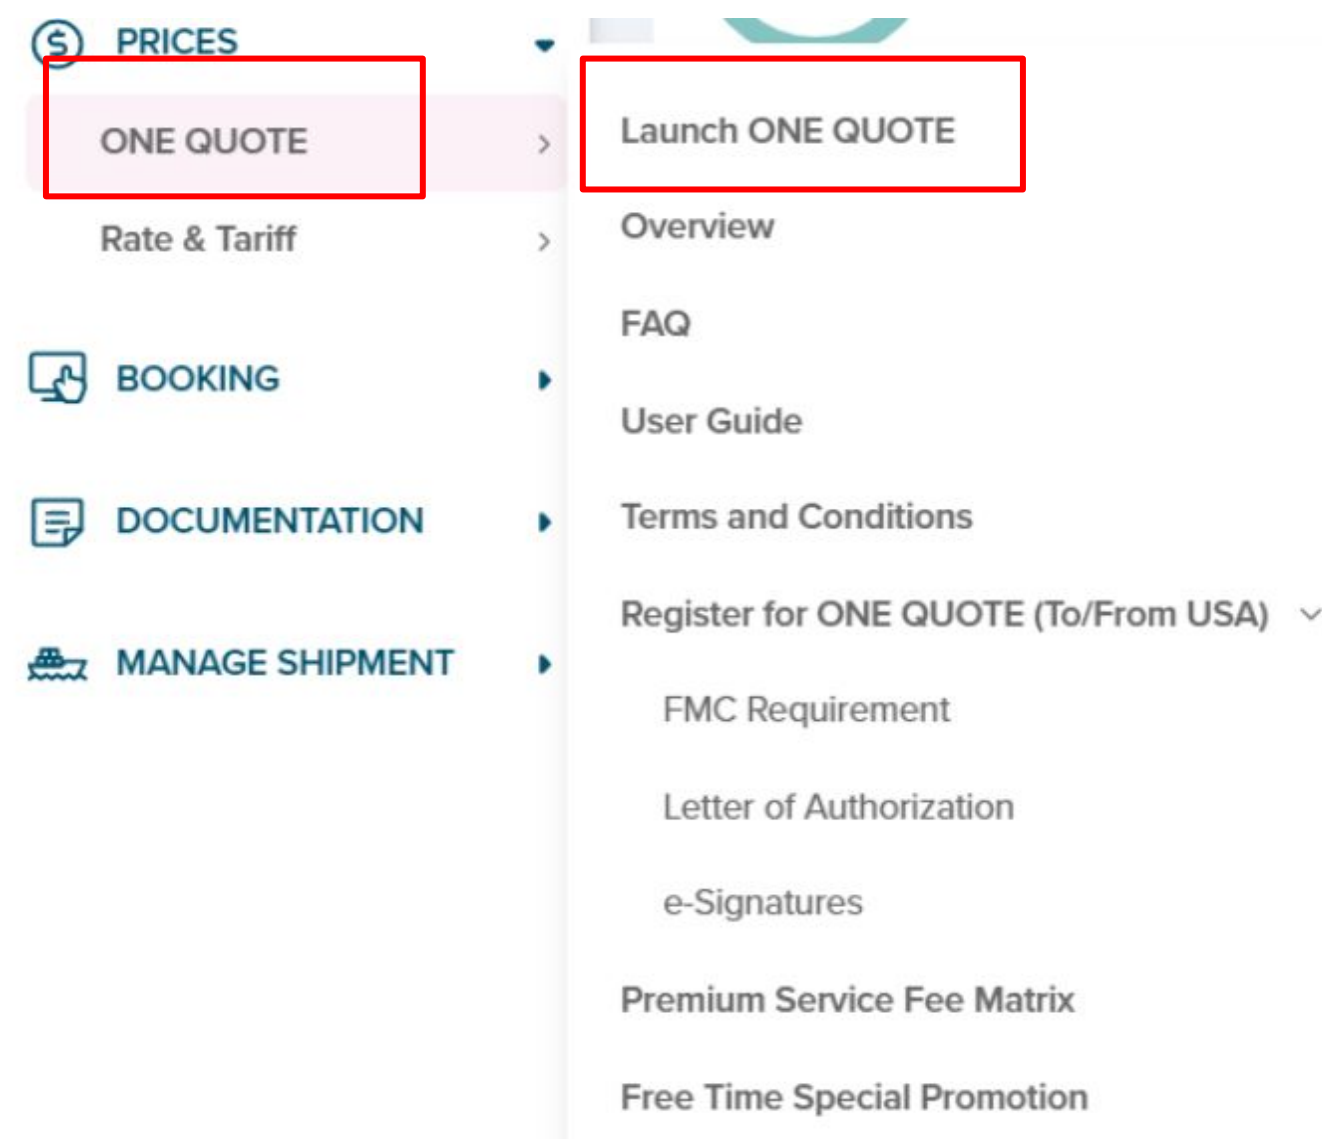 PRICES
ONE QUOTE
Rate & Tariff
BOOKING
DOCUMENTATION
MANAGE SHIPMENT
Launch ONE QUOTE
Overview
FAQ
User Guide
Terms and Conditions
Register for ONE QUOTE (To/From USA)
FMC Requirement
Letter of Authorization
e-Signatures
Premium Service Fee Matrix
Free Time Special Promotion